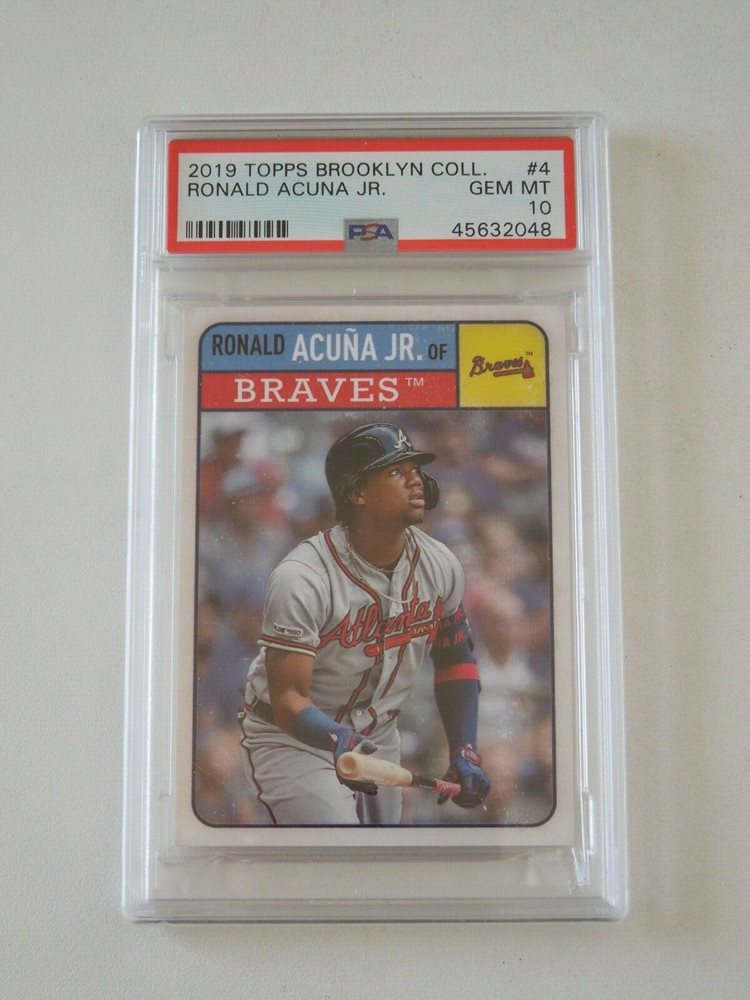 2019 TOPPS BROOKLYN COLL. #4
RONALD ACUNA JR. GEM MT
10
PSA 45632048
RONALD ACUÑA JR. OF
BRAVES™
Braves™
A
Atlanta